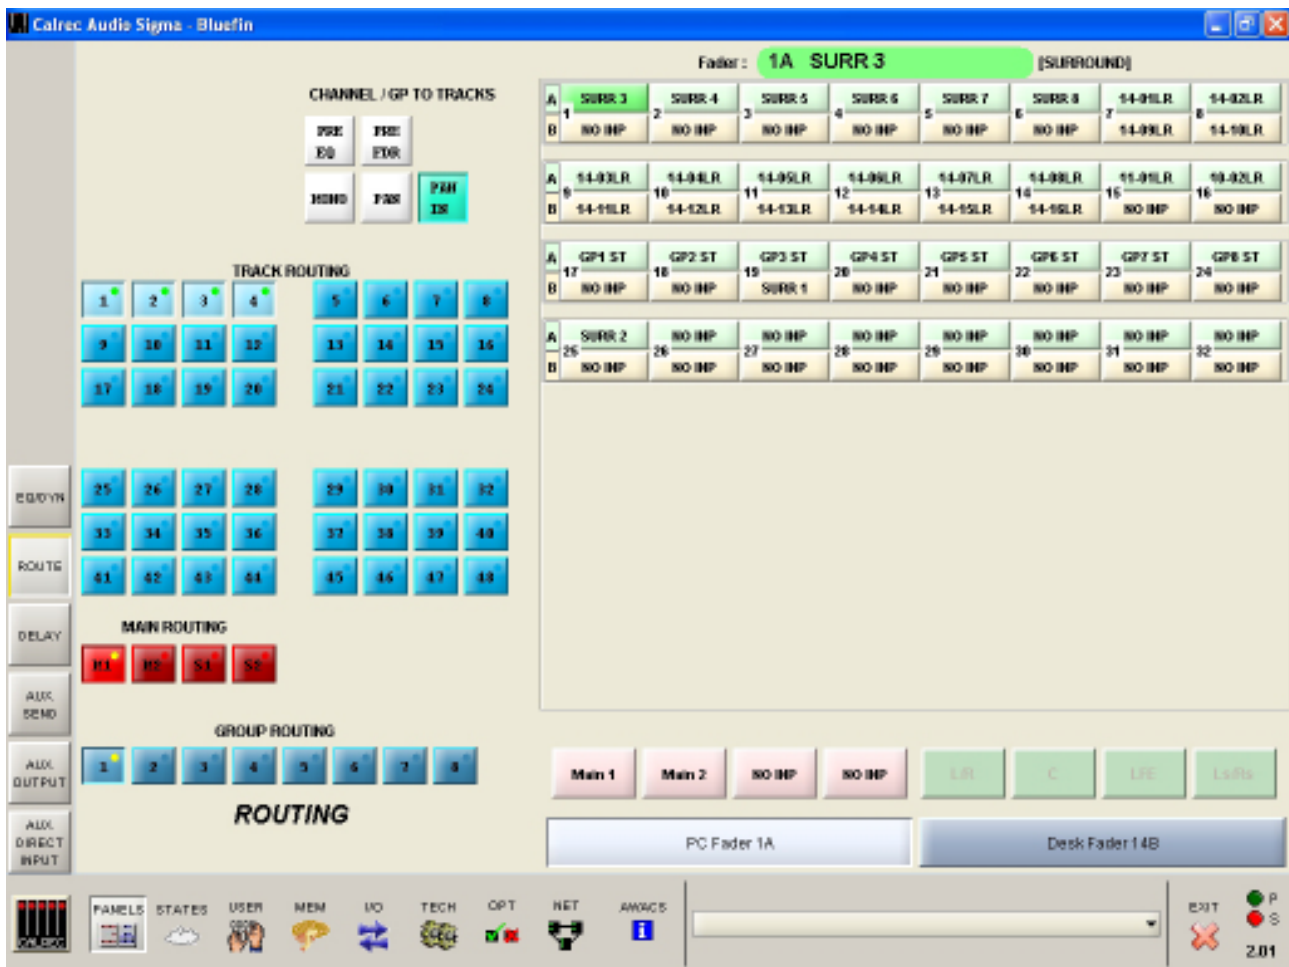 Calrec Audio Sigma - Bluefin
Fader: 1A SURR 3 [SURROUND]
CHANNEL / GP TO TRACKS
PRE EQ PRE FDR
MONO PAN PAN IN
A SURR 3 SURR 4 SURR 5 SURR 6 SURR 7 SURR 8 14-01LR 14-02LR
1 2 3 4 5 6 7 8
B NO INP NO INP NO INP NO INP NO INP NO INP 14-09LR 14-10LR
A 14-03LR 14-04LR 14-05LR 14-06LR 14-07LR 14-08LR 11-01LR 10-02LR
9 10 11 12 13 14 15 16
B 14-11LR 14-12LR 14-13LR 14-14LR 14-15LR 14-16LR NO INP NO INP
A GP1 ST GP2 ST GP3 ST GP4 ST GP5 ST GP6 ST GP7 ST GP8 ST
17 18 19 20 21 22 23 24
B NO INP NO INP SURR 1 NO INP NO INP NO INP NO INP NO INP
A SURR 2 NO INP NO INP NO INP NO INP NO INP NO INP NO INP
25 26 27 28 29 30 31 32
B NO INP NO INP NO INP NO INP NO INP NO INP NO INP NO INP
TRACK ROUTING
1 2 3 4 5 6 7 8
9 10 11 12 13 14 15 16
17 18 19 20 21 22 23 24
25 26 27 28 29 30 31 32
33 34 35 36 37 38 39 40
41 42 43 44 45 46 47 48
MAIN ROUTING
M1 M2 S1 S2
GROUP ROUTING
1 2 3 4 5 6 7 8
ROUTING
EQ/DYN
ROUTE
DELAY
AUX
SEND
AUX
OUTPUT
AUX
DIRECT
INPUT
Main 1 Main 2 NO INP NO INP L/R C LFE Ls/Rs
PC Fader 1A Desk Fader 14B
CALREC PANELS STATES USER MEM I/O TECH OPT NET AWACS EXIT P
S
2.01